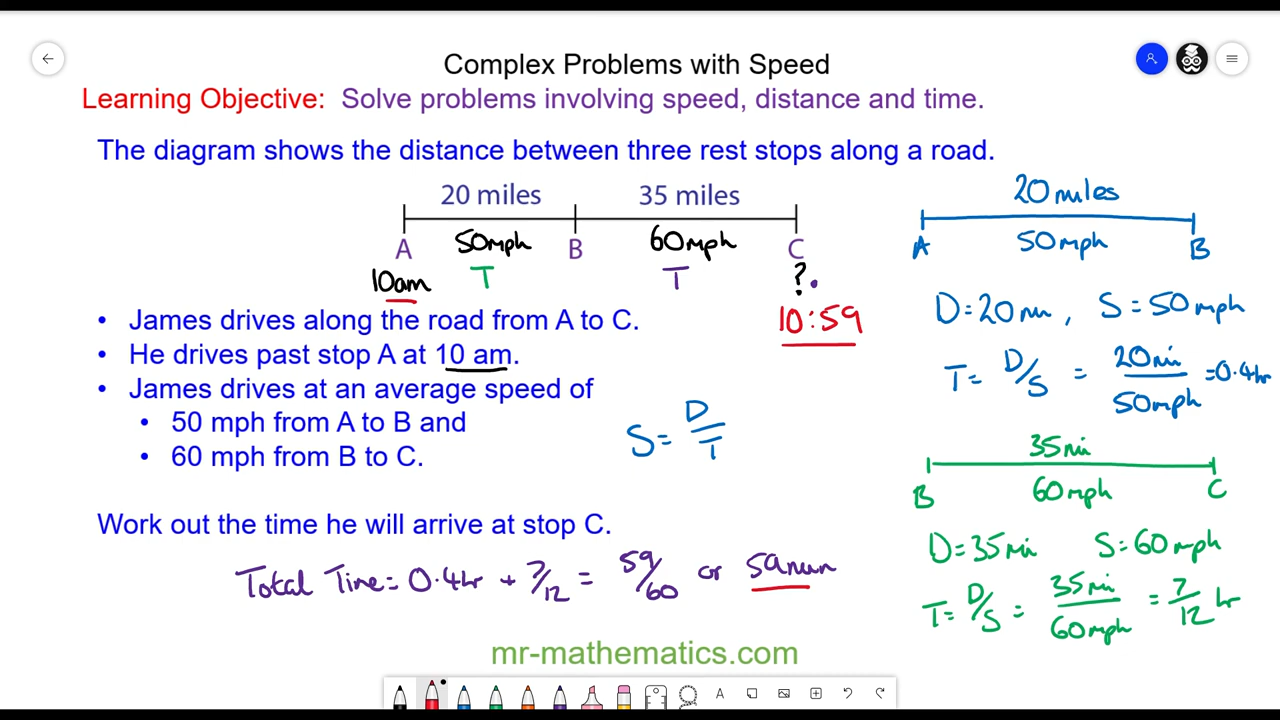 Complex Problems with Speed
Learning Objective: Solve problems involving speed, distance and time.
The diagram shows the distance between three rest stops along a road.
20 miles 35 miles
50mph 60mph
A B C
10am T T ?
10:59
• James drives along the road from A to C.
• He drives past stop A at 10 am.
• James drives at an average speed of
• 50 mph from A to B and
• 60 mph from B to C.
S = D/T
Work out the time he will arrive at stop C.
Total Time = 0.4hr + 7/12 = 59/60 or 59min
20 miles
A 50mph B
D = 20mi, S = 50mph
T = D/S = 20mi/50mph = 0.4hr
35mi
B 60mph C
D = 35mi S = 60mph
T = D/S = 35mi/60mph = 7/12 hr
mr-mathematics.com
A